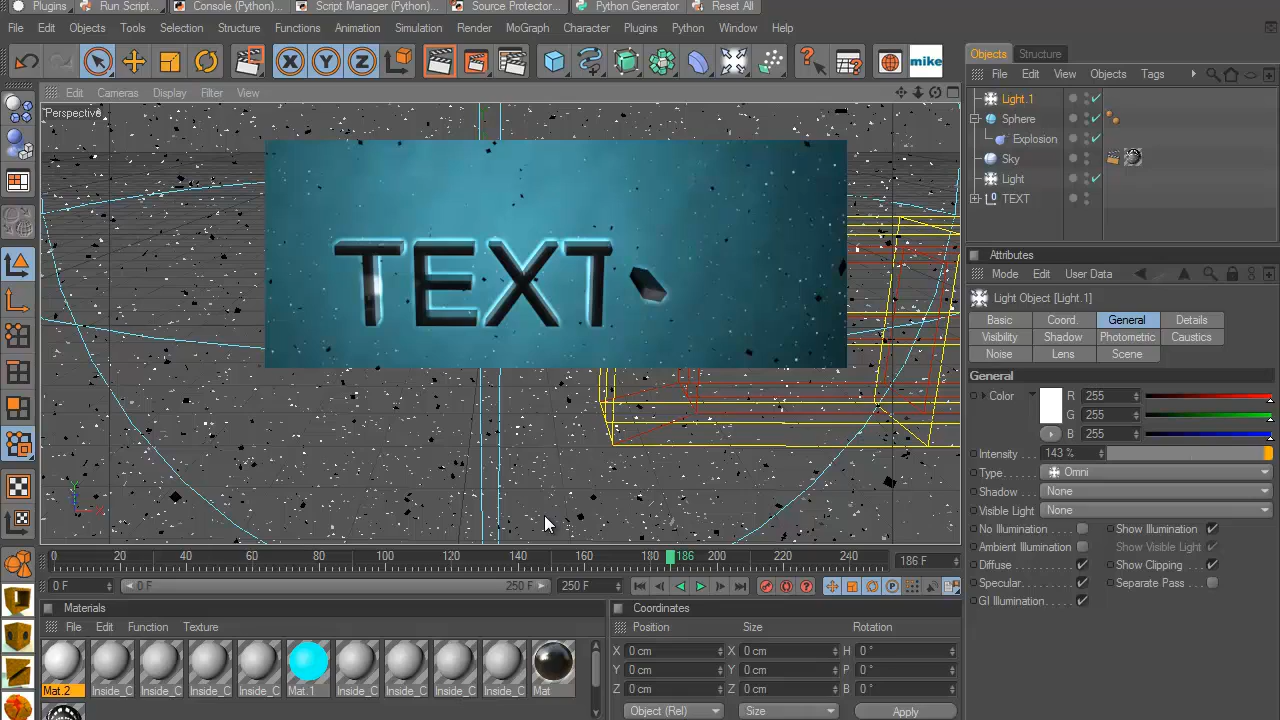 Plugins Run Script... Console (Python)... Script Manager (Python)... Source Protector... Python Generator Reset All
File Edit Objects Tools Selection Structure Functions Animation Simulation Render MoGraph Character Plugins Python Window Help
X Y Z mike
Objects Structure
File Edit View Objects Tags
Edit Cameras Display Filter View
Perspective
Light.1
Sphere
Explosion
Sky
Light
TEXT
TEXT
Attributes
Mode Edit User Data
Light Object [Light.1]
Basic Coord. General Details
Visibility Shadow Photometric Caustics
Noise Lens Scene
General
Color R 255
G 255
B 255
Intensity 143 %
Type Omni
Shadow None
Visible Light None
No Illumination Show Illumination
Ambient Illumination Show Visible Light
Diffuse Show Clipping
Specular Separate Pass
GI Illumination
0 20 40 60 80 100 120 140 160 180 186 200 220 240 186 F
0 F 0 F 250 F 250 F P
Materials
File Edit Function Texture
Mat.2 Inside_C Inside_C Inside_C Inside_C Mat.1 Inside_C Inside_C Inside_C Inside_C Mat
Coordinates
Position Size Rotation
X 0 cm X 0 cm H 0 °
Y 0 cm Y 0 cm P 0 °
Z 0 cm Z 0 cm B 0 °
Object (Rel) Size Apply